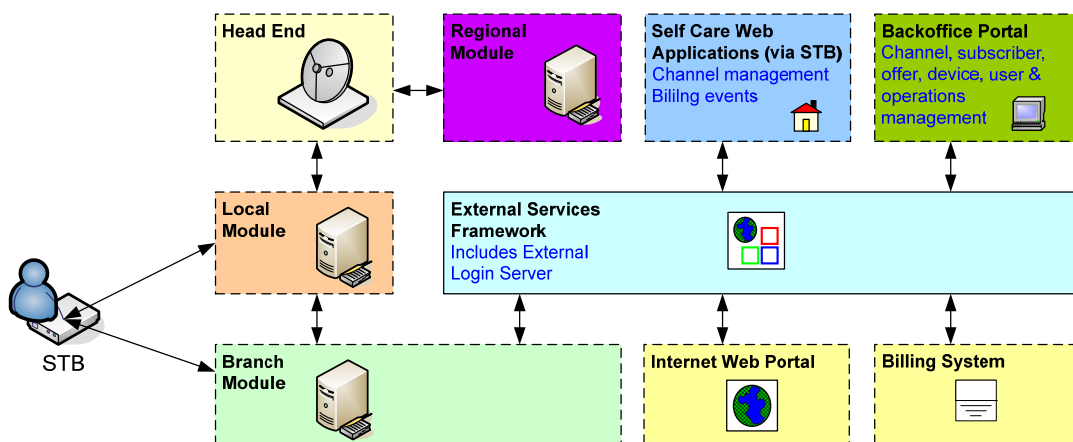 Head End
Regional
Module
Self Care Web
Applications (via STB)
Channel management
Bililng events
Backoffice Portal
Channel, subscriber,
offer, device, user &
operations
management
Local
Module
External Services
Framework
Includes External
Login Server
STB
Branch
Module
Internet Web Portal
Billing System